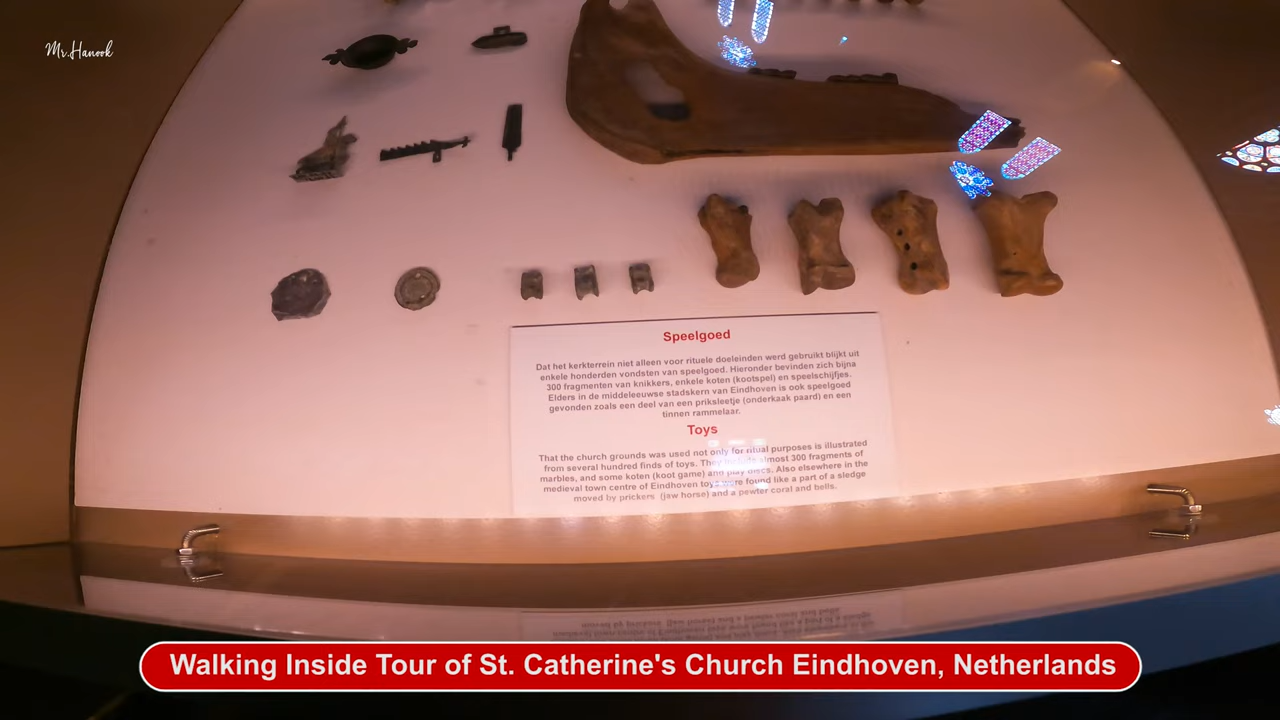 Mr.Hanook
Speelgoed
Dat het kerkterrein niet alleen voor rituele doeleinden werd gebruikt blijkt uit
enkele honderden vondsten van speelgoed. Hieronder bevinden zich bijna
300 fragmenten van knikkers, enkele koten (kootspel) en speelschijfjes.
Elders in de middeleeuwse stadskern van Eindhoven is ook speelgoed
gevonden zoals een deel van een priksleetje (onderkaak paard) en een
tinnen rammelaar.
Toys
That the church grounds was used not only for ritual purposes is illustrated
from several hundred finds of toys. They almost 300 fragments of
marbles, and some koten (koot game) and play discs. Also elsewhere in the
medieval town centre of Eindhoven toys were found like a part of a sledge
moved by prickers (jaw horse) and a pewter coral and bells.
Walking Inside Tour of St. Catherine's Church Eindhoven, Netherlands